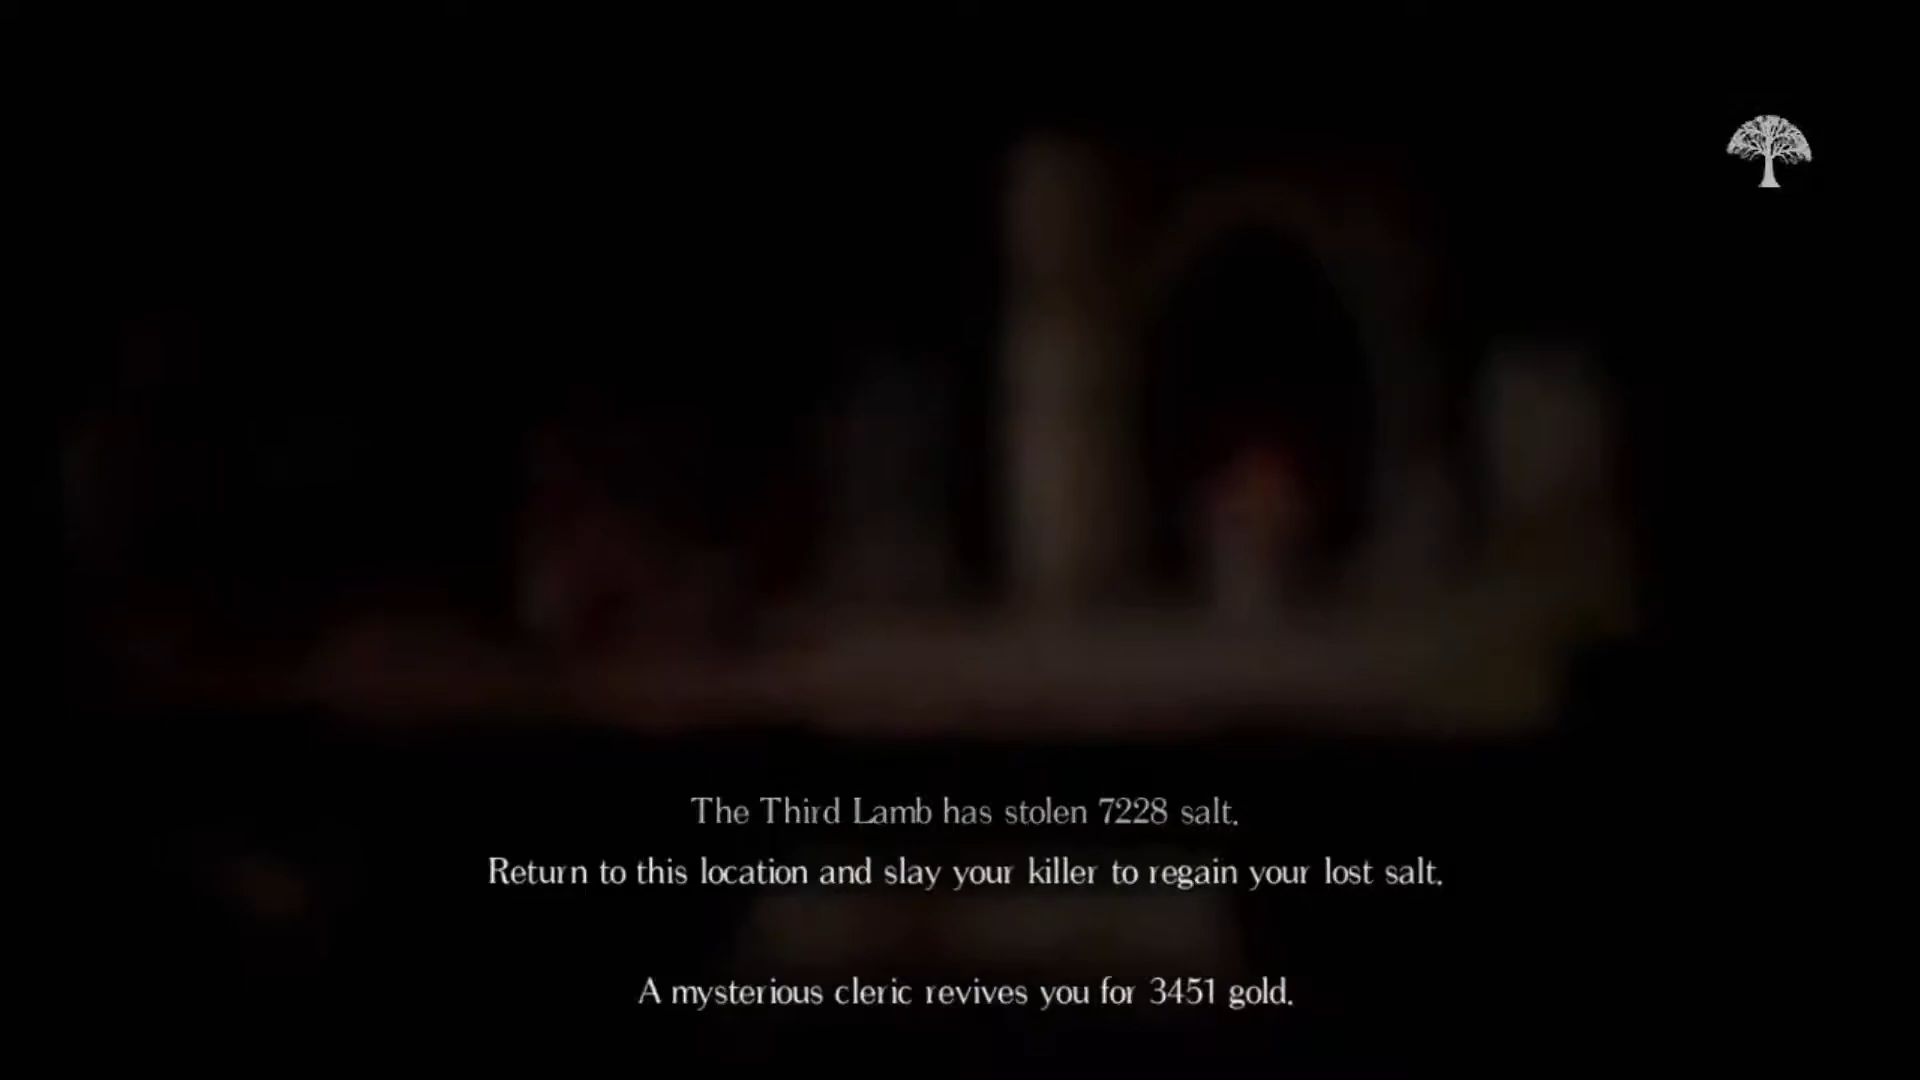 The Third Lamb has stolen 7228 salt.
Return to this location and slay your killer to regain your lost salt.
A mysterious cleric revives you for 3451 gold.